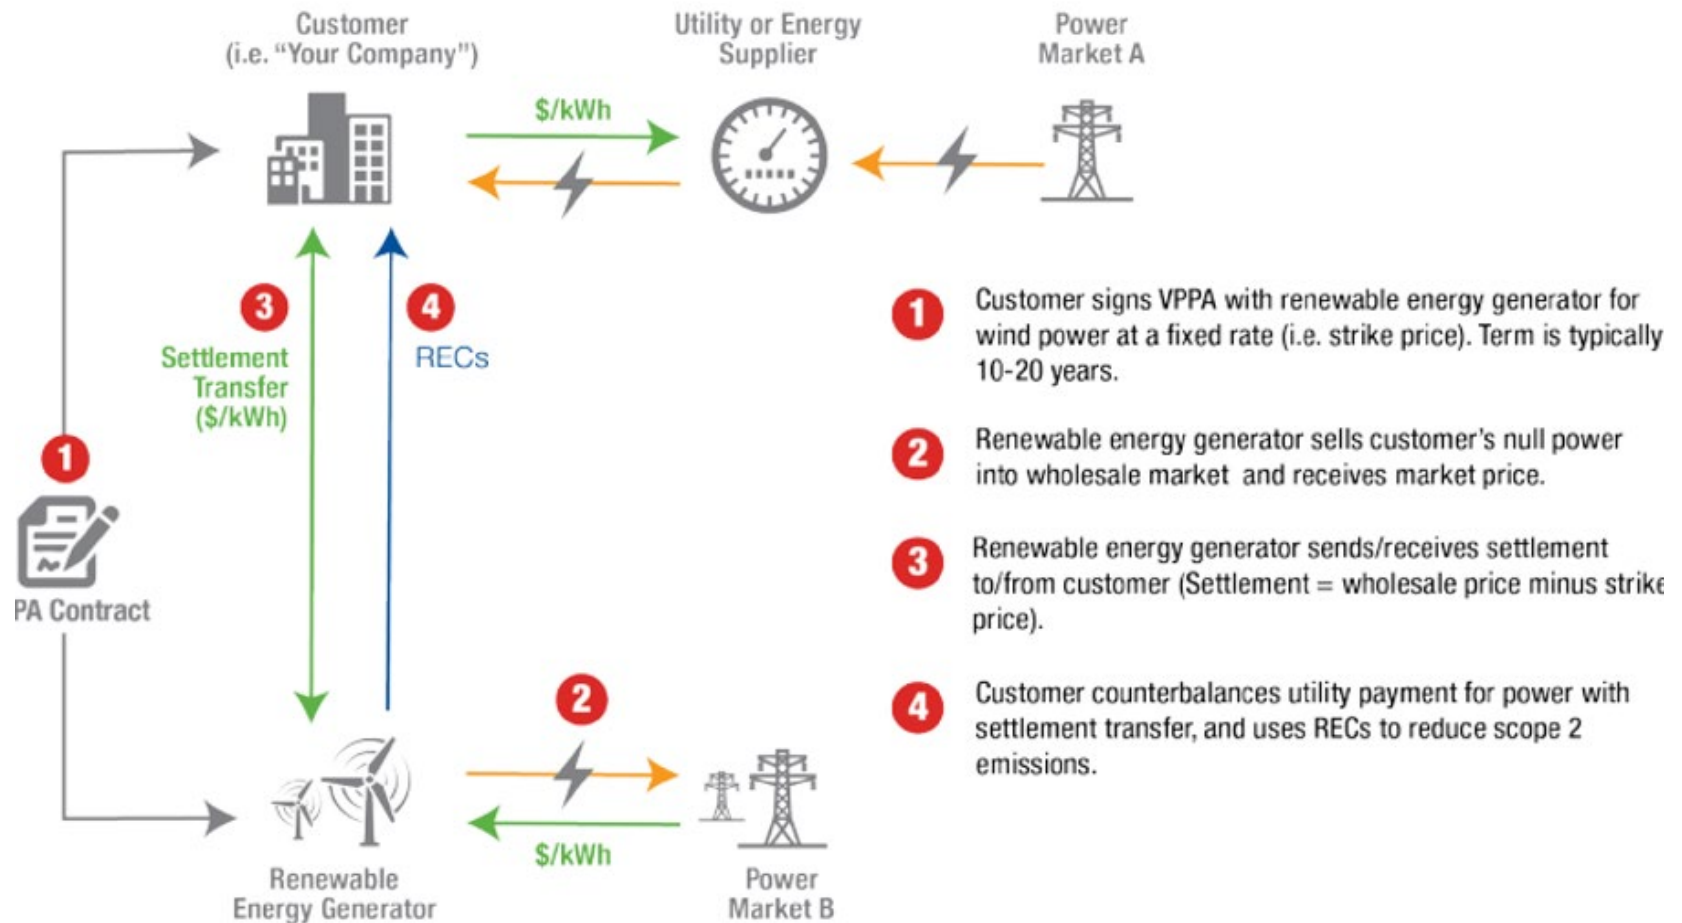 Customer
(i.e. “Your Company”)
Utility or Energy
Supplier
Power
Market A
$/kWh
3
Settlement
Transfer
($/kWh)
4
RECs
1
PA Contract
2
$/kWh
Renewable
Energy Generator
Power
Market B
1
Customer signs VPPA with renewable energy generator for
wind power at a fixed rate (i.e. strike price). Term is typically
10-20 years.
2
Renewable energy generator sells customer’s null power
into wholesale market and receives market price.
3
Renewable energy generator sends/receives settlement
to/from customer (Settlement = wholesale price minus strike
price).
4
Customer counterbalances utility payment for power with
settlement transfer, and uses RECs to reduce scope 2
emissions.